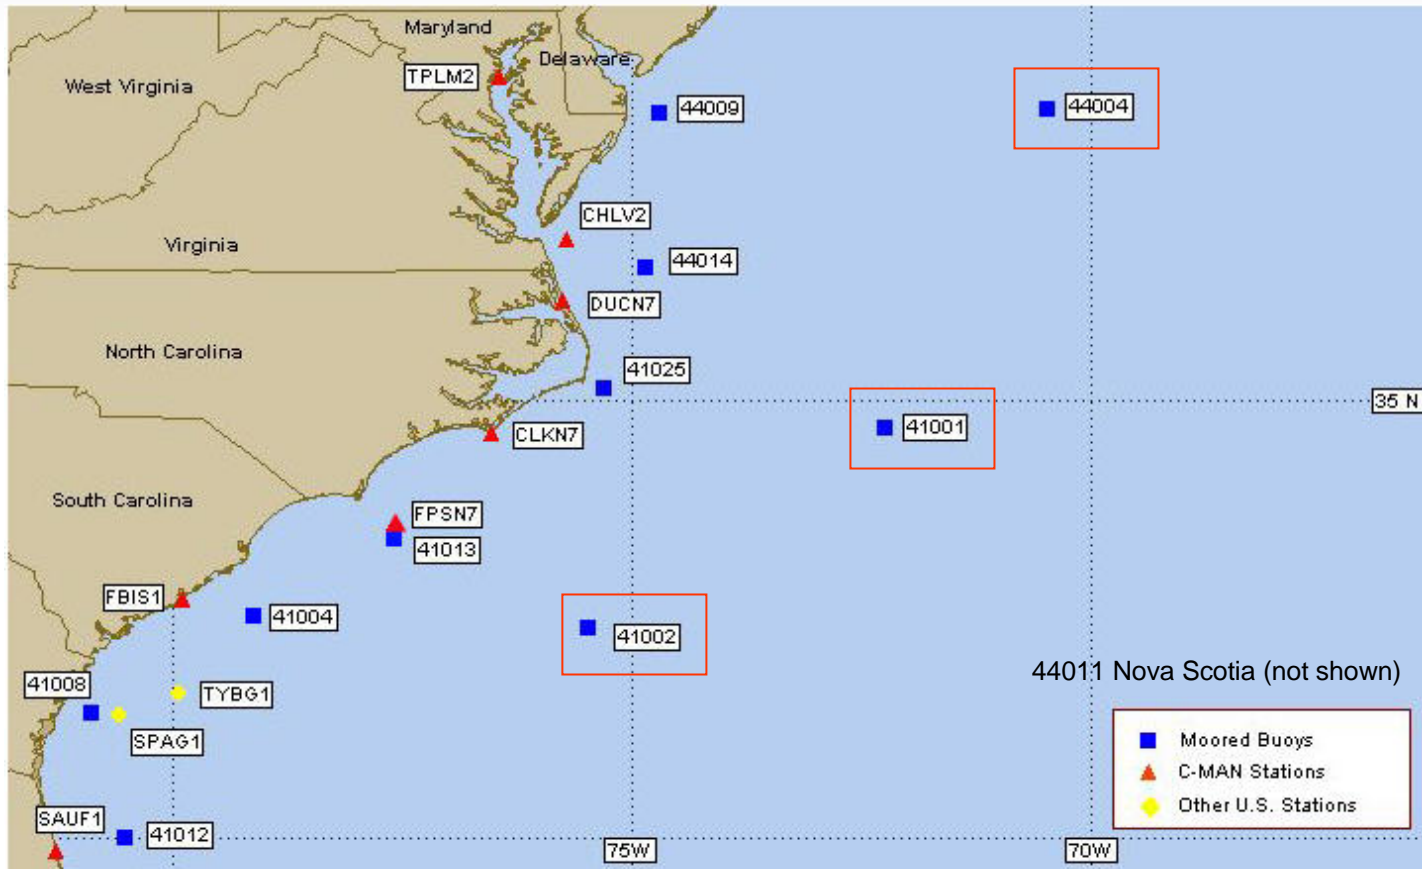 Maryland
Delaware
West Virginia
TPLM2
44009
44004
CHLV2
Virginia
44014
DUCN7
North Carolina
41025
35 N
41001
CLKN7
South Carolina
FPSN7
41013
FBIS1
41004
41002
44011 Nova Scotia (not shown)
41008
TYBG1
SPAG1
Moored Buoys
C-MAN Stations
Other U.S. Stations
SAUF1
41012
75W
70W